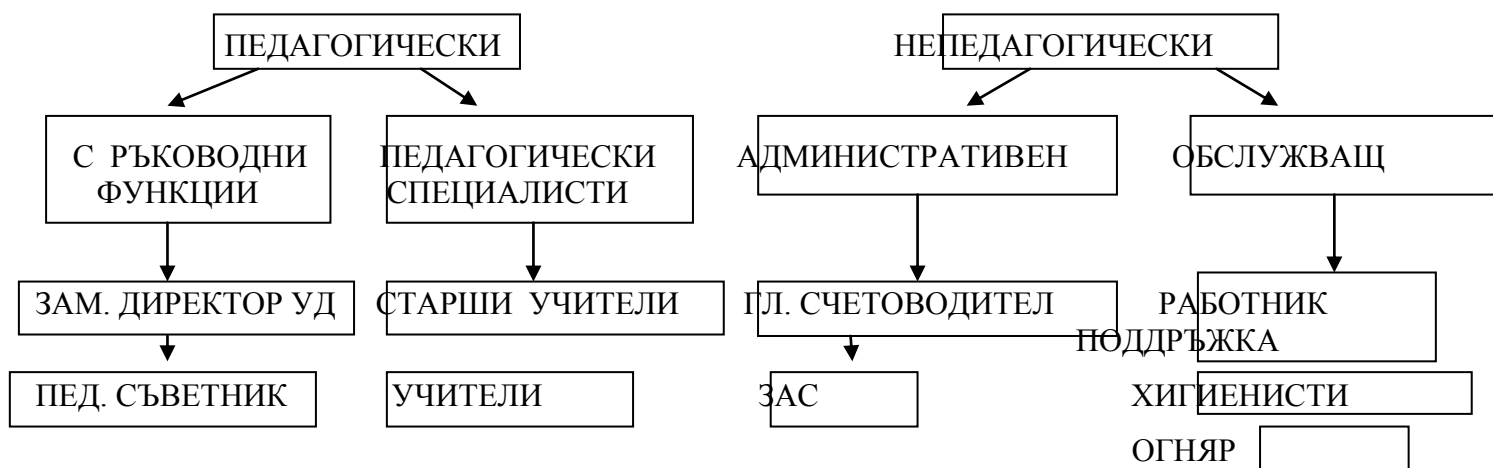 ПЕДАГОГИЧЕСКИ
НЕПЕДАГОГИЧЕСКИ
С РЪКОВОДНИ
ФУНКЦИИ
ПЕДАГОГИЧЕСКИ
СПЕЦИАЛИСТИ
АДМИНИСТРАТИВЕН
ОБСЛУЖВАЩ
ЗАМ. ДИРЕКТОР УД
СТАРШИ УЧИТЕЛИ
ГЛ. СЧЕТОВОДИТЕЛ
РАБОТНИК
ПОДДРЪЖКА
ПЕД. СЪВЕТНИК
УЧИТЕЛИ
ЗАС
ХИГИЕНИСТИ
ОГНЯР